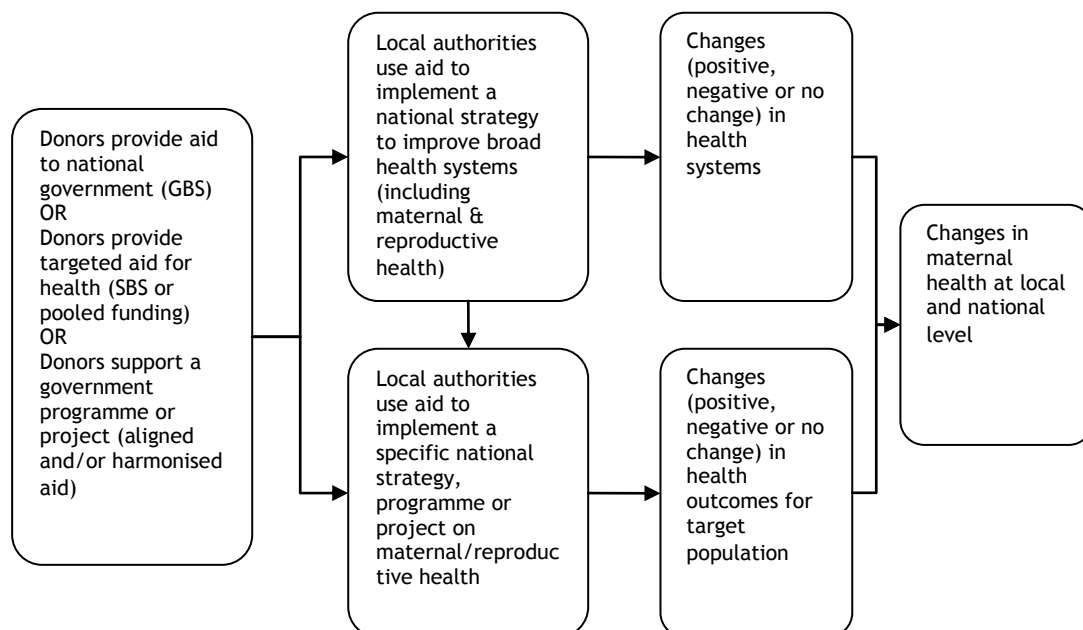 Donors provide aid
to national
government (GBS)
OR
Donors provide
targeted aid for
health (SBS or
pooled funding)
OR
Donors support a
government
programme or
project (aligned
and/or harmonised
aid)
Local authorities
use aid to
implement a
national strategy
to improve broad
health systems
(including
maternal &
reproductive
health)
Changes
(positive,
negative or no
change) in
health
systems
Local authorities
use aid to
implement a
specific national
strategy,
programme or
project on
maternal/reproduc
tive health
Changes
(positive,
negative or no
change) in
health
outcomes for
target
population
Changes in
maternal
health at local
and national
level